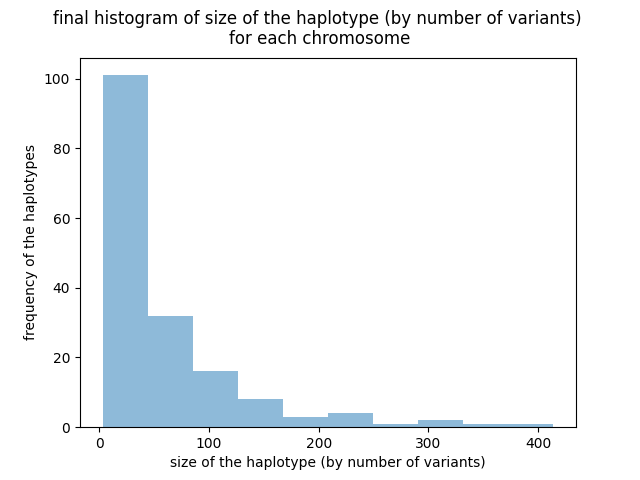 final histogram of size of the haplotype (by number of variants)
for each chromosome
100
80
60
40
20
0
frequency of the haplotypes
0 100 200 300 400
size of the haplotype (by number of variants)